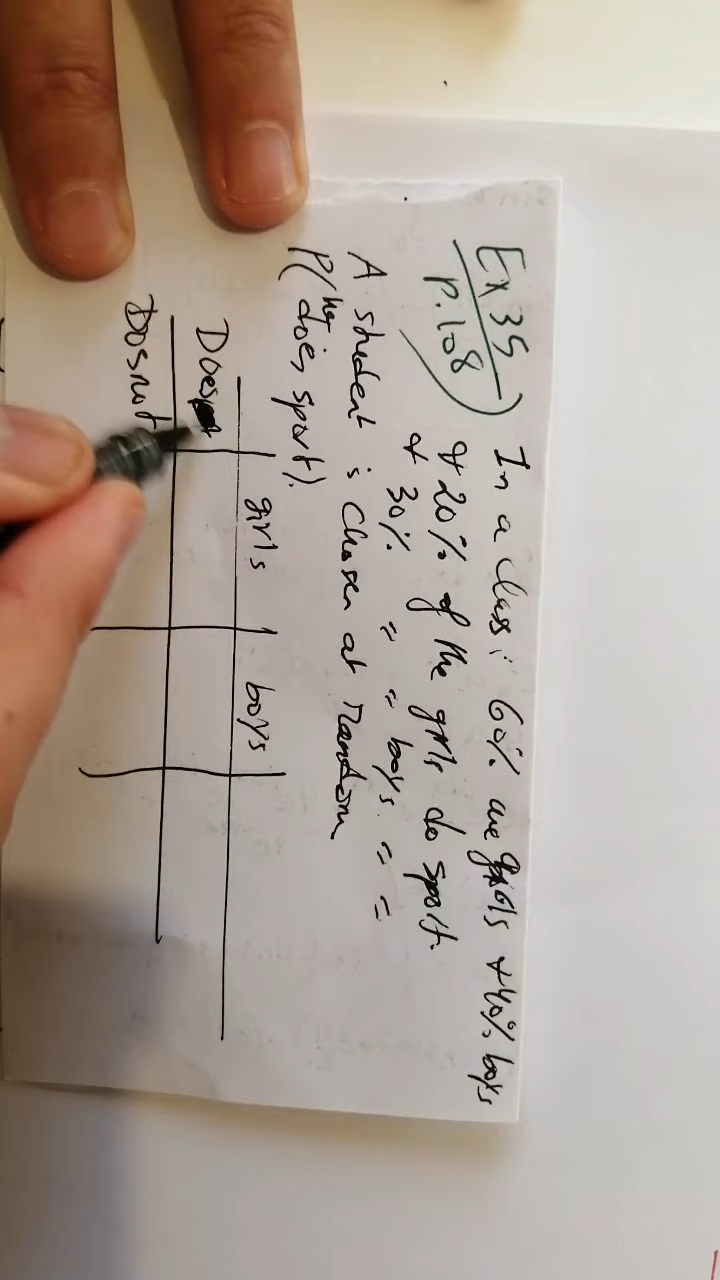 Ex 35
P.108
In a class: 60% are girls + 40% boys
+ 20% of the girls do sport.
+ 30% = = boys. = =
A student is chosen at random
P(he does sport).
girls boys
Does
Dosnot